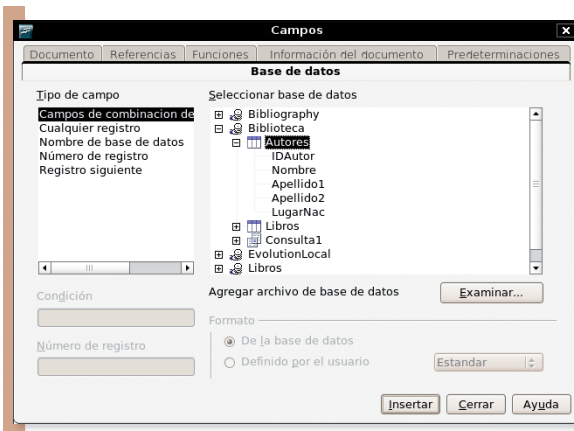 Campos
Documento Referencias Funciones Información del documento Predeterminaciones
Base de datos
Tipo de campo
Campos de combinacion de
Cualquier registro
Nombre de base de datos
Número de registro
Registro siguiente
Condición
Número de registro
Seleccionar base de datos
Bibliography
Biblioteca
Autores
IDAutor
Nombre
Apellido1
Apellido2
LugarNac
Libros
Consulta1
EvolutionLocal
Libros
Agregar archivo de base de datos Examinar...
Formato
De la base de datos
Definido por el usuario Estandar
Insertar Cerrar Ayuda